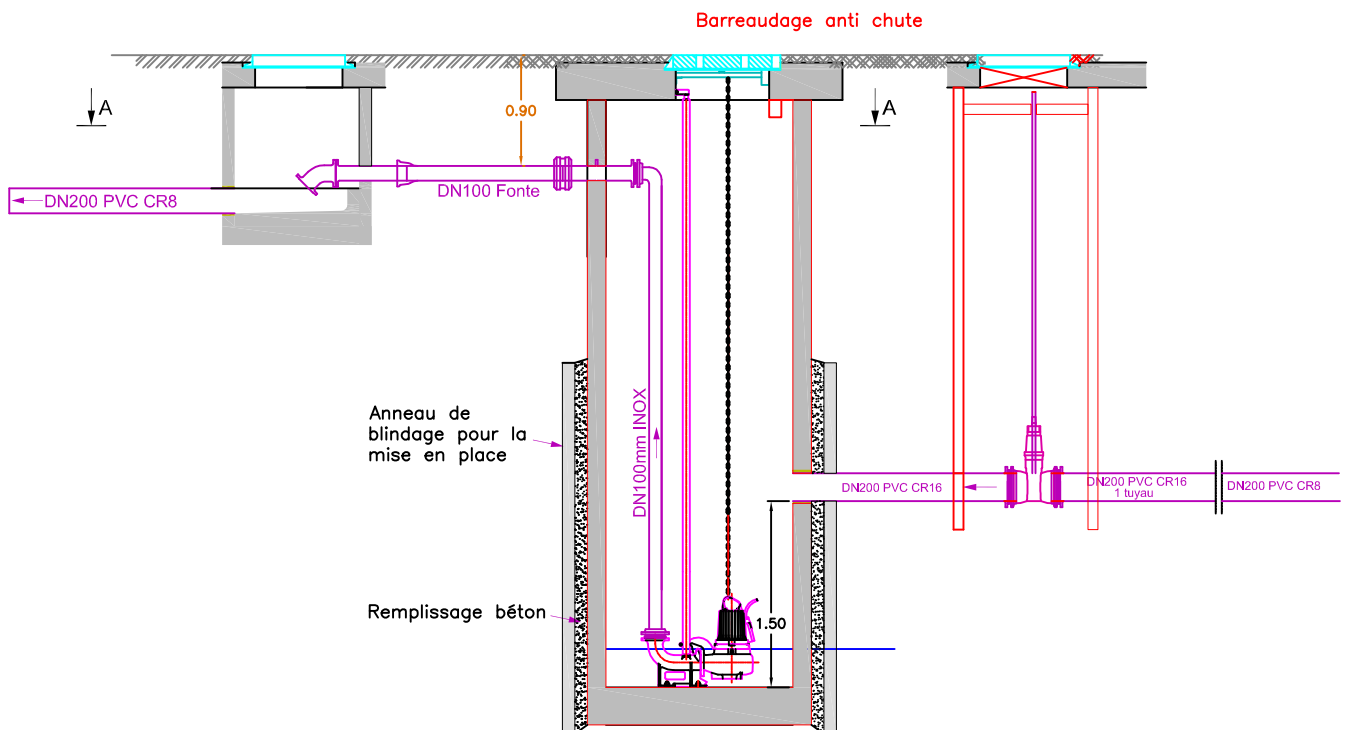 Barreaudage anti chute
A
0.90
A
DN200 PVC CR8
DN100 Fonte
DN100mm INOX
Anneau de
blindage pour la
mise en place
DN200 PVC CR16
DN200 PVC CR16
1 tuyau
DN200 PVC CR8
Remplissage béton
1.50